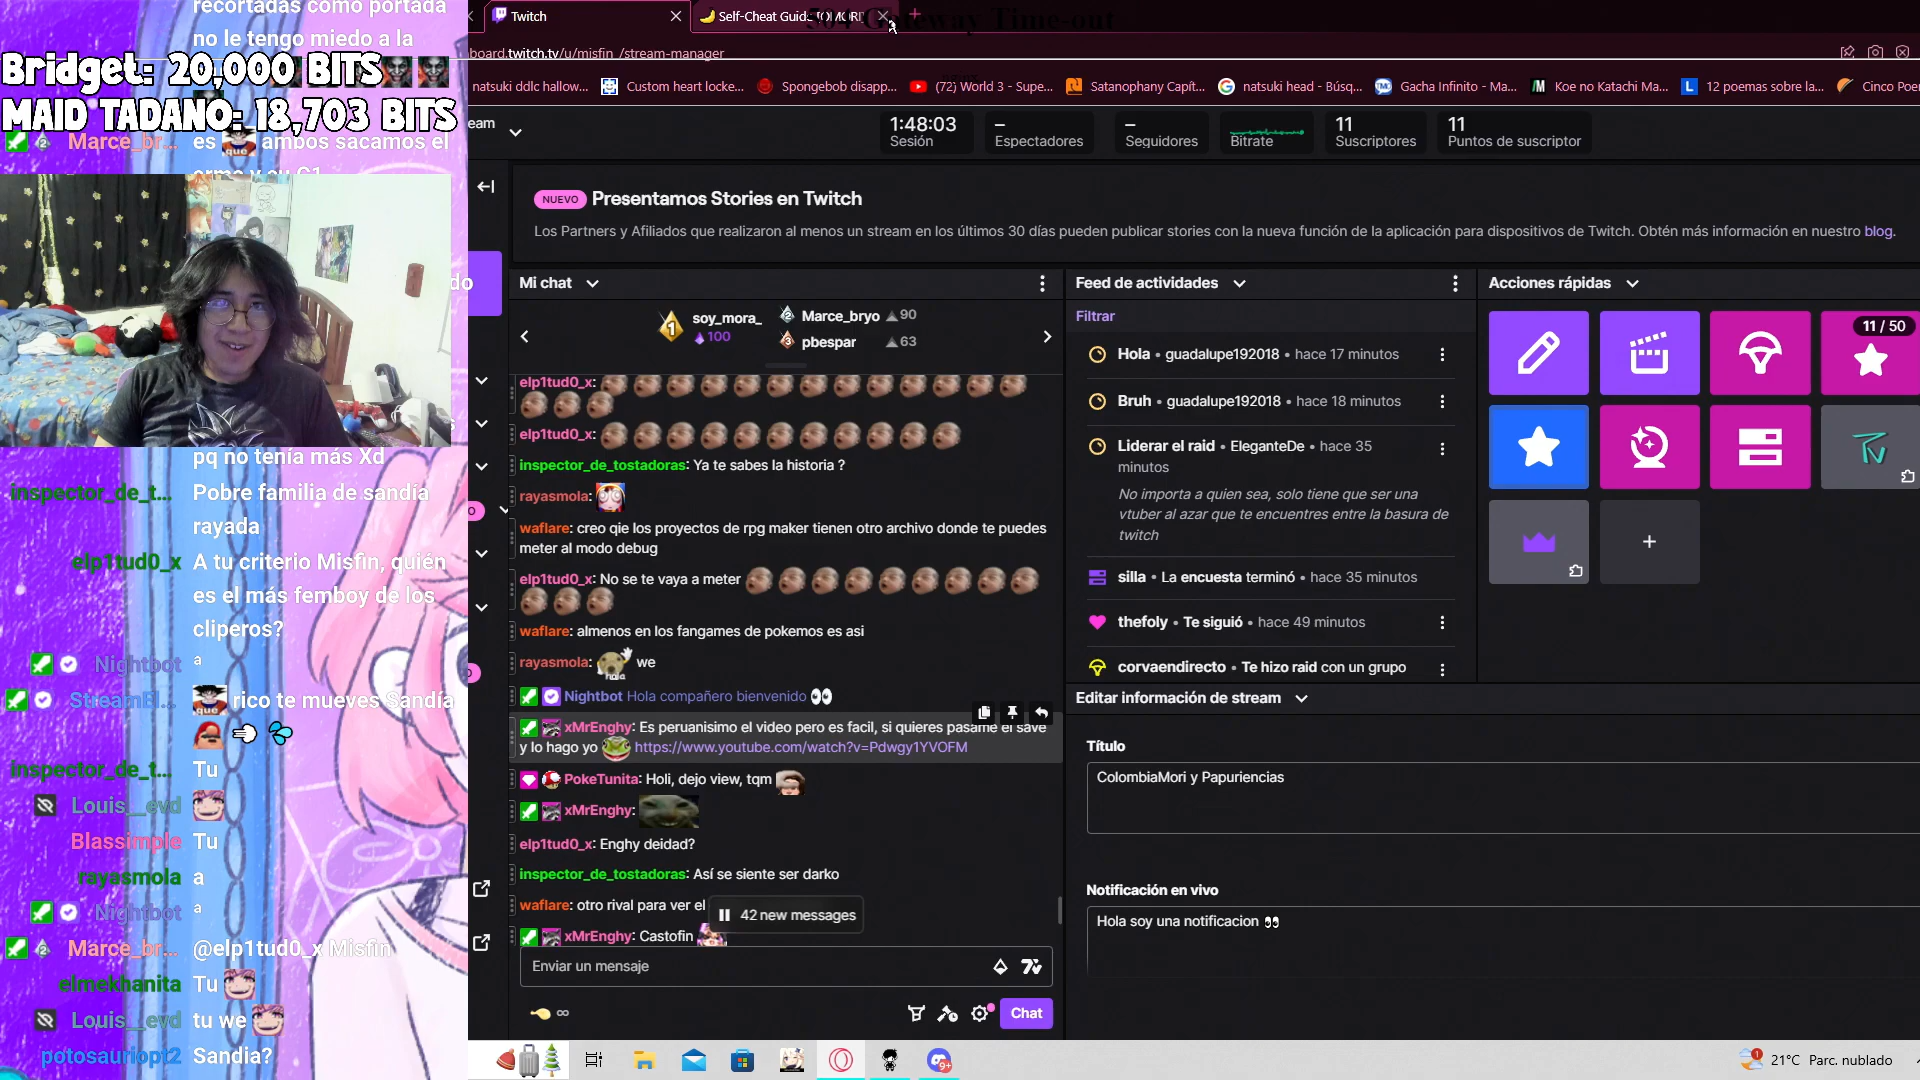 recortadas como portada
no le tengo miedo a la
Bridget: 20,000 BITS
MAID TADANO: 18,703 BITS
Marce_br... es ambos sacamos el
pq no tenía más Xd
inspector_de_t... Pobre familia de sandía
rayada
elp1tud0_x A tu criterio Misfin, quién
es el más femboy de los
cliperos?
Nightbot a
StreamEl... rico te mueves Sandía
inspector_de_t... Tu
Louis__evd
Blassimple Tu
rayasmola a
Nightbot a
Marce_br... @elp1tud0_x Misfin
elmekhanita Tu
Louis__evd tu we
potosauriopt2 Sandia?
Twitch
Self-Cheat Guide (OMORI
504 Gateway Time-out
board.twitch.tv/u/misfin_/stream-manager
natsuki ddlc hallow...
Custom heart locke...
Spongebob disapp...
(72) World 3 - Supe...
Satanophany Capít...
natsuki head - Búsq...
Gacha Infinito - Ma...
Koe no Katachi Ma...
12 poemas sobre la...
Cinco Poe
eam
1:48:03
Sesión
–
Espectadores
–
Seguidores
Bitrate
11
Suscriptores
11
Puntos de suscriptor
NUEVO Presentamos Stories en Twitch
Los Partners y Afiliados que realizaron al menos un stream en los últimos 30 días pueden publicar stories con la nueva función de la aplicación para dispositivos de Twitch. Obtén más información en nuestro blog.
do
Mi chat
1 soy_mora_
100
2 Marce_bryo 90
3 pbespar 63
elp1tud0_x:
elp1tud0_x:
inspector_de_tostadoras: Ya te sabes la historia ?
rayasmola:
waflare: creo qie los proyectos de rpg maker tienen otro archivo donde te puedes
meter al modo debug
elp1tud0_x: No se te vaya a meter
waflare: almenos en los fangames de pokemos es asi
rayasmola: we
Nightbot Hola compañero bienvenido 👀
xMrEnghy: Es peruanisimo el video pero es facil, si quieres pasame el save
y lo hago yo https://www.youtube.com/watch?v=Pdwgy1YVOFM
PokeTunita: Holi, dejo view, tqm
xMrEnghy:
elp1tud0_x: Enghy deidad?
inspector_de_tostadoras: Así se siente ser darko
waflare: otro rival para ver el
42 new messages
xMrEnghy: Castofin
Enviar un mensaje
∞
Chat
Feed de actividades
Filtrar
Hola • guadalupe192018 • hace 17 minutos
Bruh • guadalupe192018 • hace 18 minutos
Liderar el raid • EleganteDe • hace 35
minutos
No importa a quien sea, solo tiene que ser una
vtuber al azar que te encuentres entre la basura de
twitch
silla • La encuesta terminó • hace 35 minutos
thefoly • Te siguió • hace 49 minutos
corvaendirecto • Te hizo raid con un grupo
Acciones rápidas
11 / 50
+
Editar información de stream
Título
ColombiaMori y Papuriencias
Notificación en vivo
Hola soy una notificacion 👀
9+
1
21°C Parc. nublado